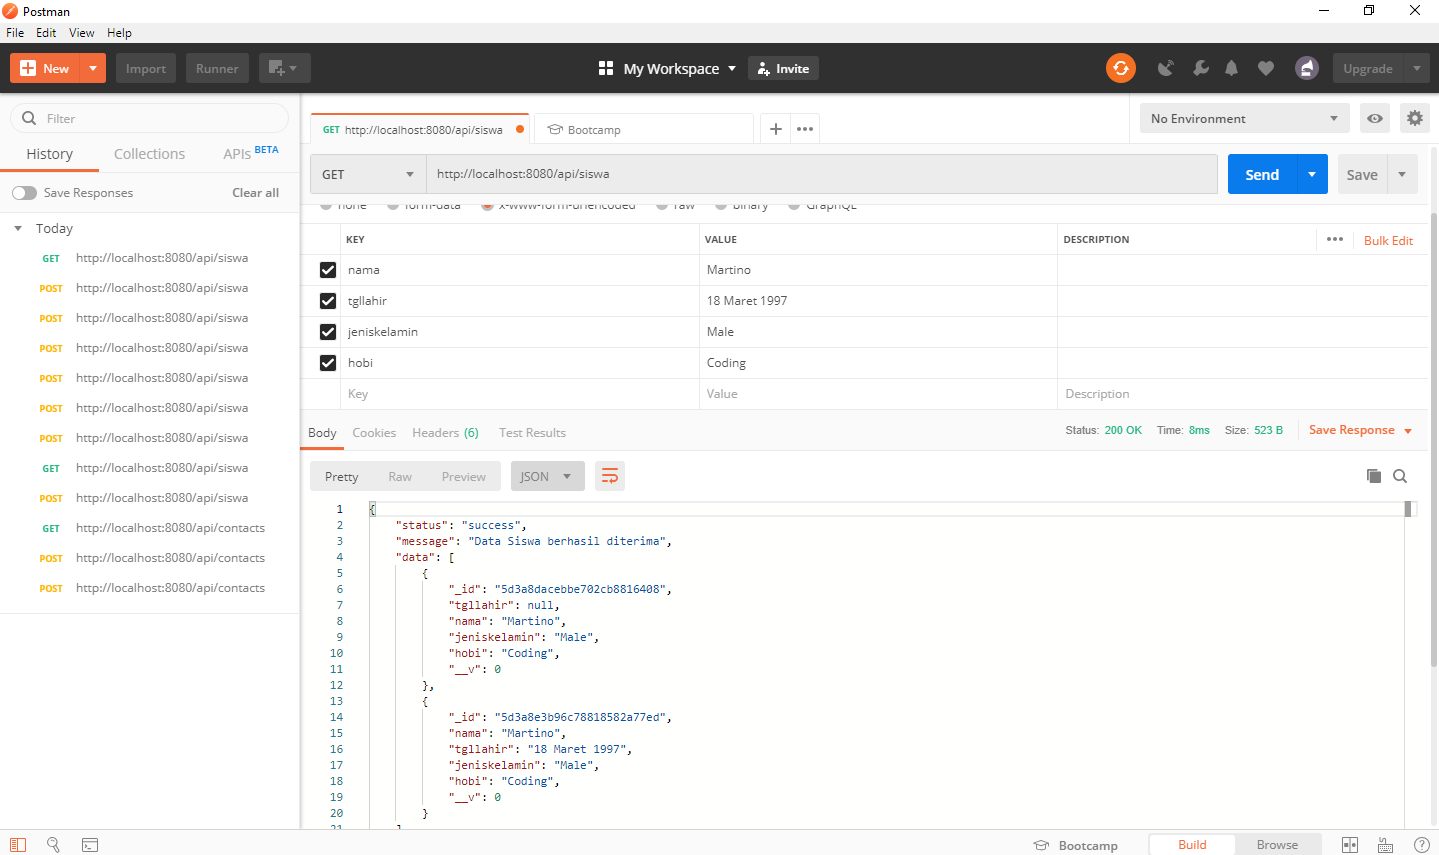 Postman
File Edit View Help
New Import Runner My Workspace Invite Upgrade
Filter
History Collections APIs BETA
Save Responses Clear all
Today
GET http://localhost:8080/api/siswa
POST http://localhost:8080/api/siswa
POST http://localhost:8080/api/siswa
POST http://localhost:8080/api/siswa
POST http://localhost:8080/api/siswa
POST http://localhost:8080/api/siswa
POST http://localhost:8080/api/siswa
GET http://localhost:8080/api/siswa
POST http://localhost:8080/api/siswa
GET http://localhost:8080/api/contacts
POST http://localhost:8080/api/contacts
POST http://localhost:8080/api/contacts
GET http://localhost:8080/api/siswa Bootcamp No Environment
GET http://localhost:8080/api/siswa Send Save
none form-data x-www-form-urlencoded raw binary GraphQL
KEY VALUE DESCRIPTION Bulk Edit
nama Martino
tgllahir 18 Maret 1997
jeniskelamin Male
hobi Coding
Key Value Description
Body Cookies Headers (6) Test Results Status: 200 OK Time: 8ms Size: 523 B Save Response
Pretty Raw Preview JSON
1 {
2 "status": "success",
3 "message": "Data Siswa berhasil diterima",
4 "data": [
5 {
6 "_id": "5d3a8dacebbe702cb8816408",
7 "tgllahir": null,
8 "nama": "Martino",
9 "jeniskelamin": "Male",
10 "hobi": "Coding",
11 "__v": 0
12 },
13 {
14 "_id": "5d3a8e3b96c78818582a77ed",
15 "nama": "Martino",
16 "tgllahir": "18 Maret 1997",
17 "jeniskelamin": "Male",
18 "hobi": "Coding",
19 "__v": 0
20 }
21 ]
Bootcamp Build Browse